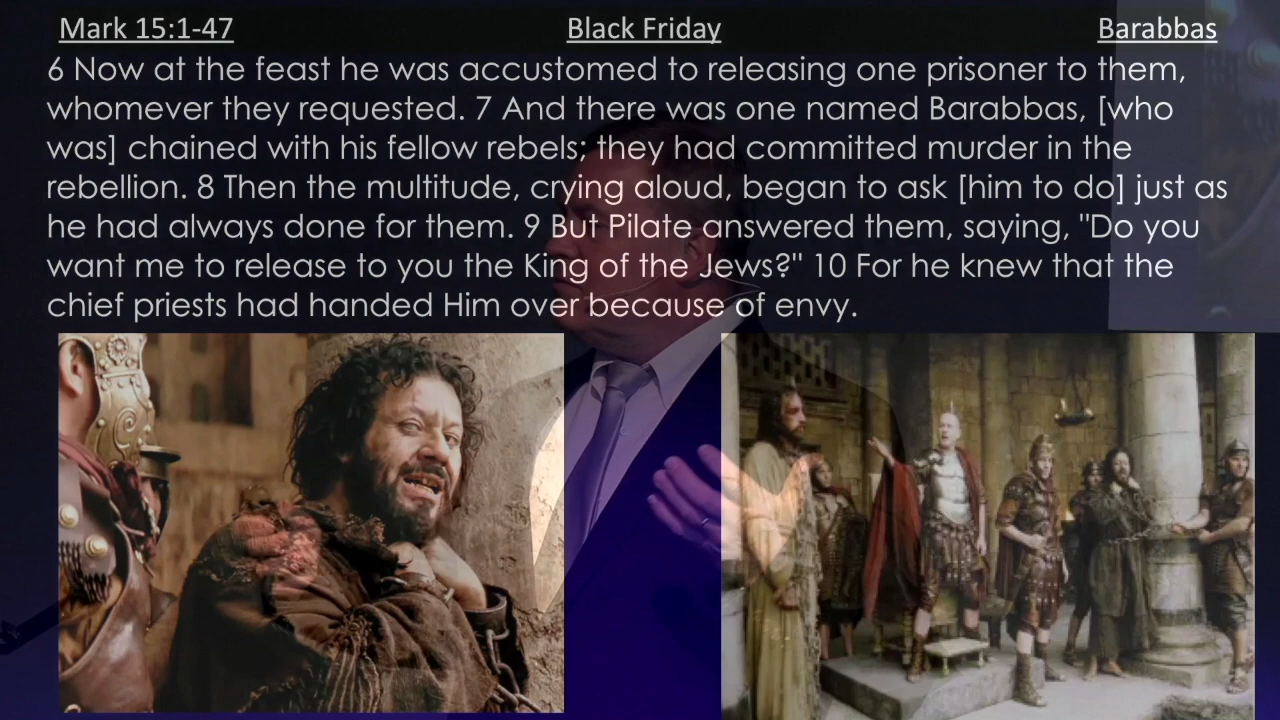 Mark 15:1-47 Black Friday Barabbas
6 Now at the feast he was accustomed to releasing one prisoner to them,
whomever they requested. 7 And there was one named Barabbas, [who
was] chained with his fellow rebels; they had committed murder in the
rebellion. 8 Then the multitude, crying aloud, began to ask [him to do] just as
he had always done for them. 9 But Pilate answered them, saying, "Do you
want me to release to you the King of the Jews?" 10 For he knew that the
chief priests had handed Him over because of envy.